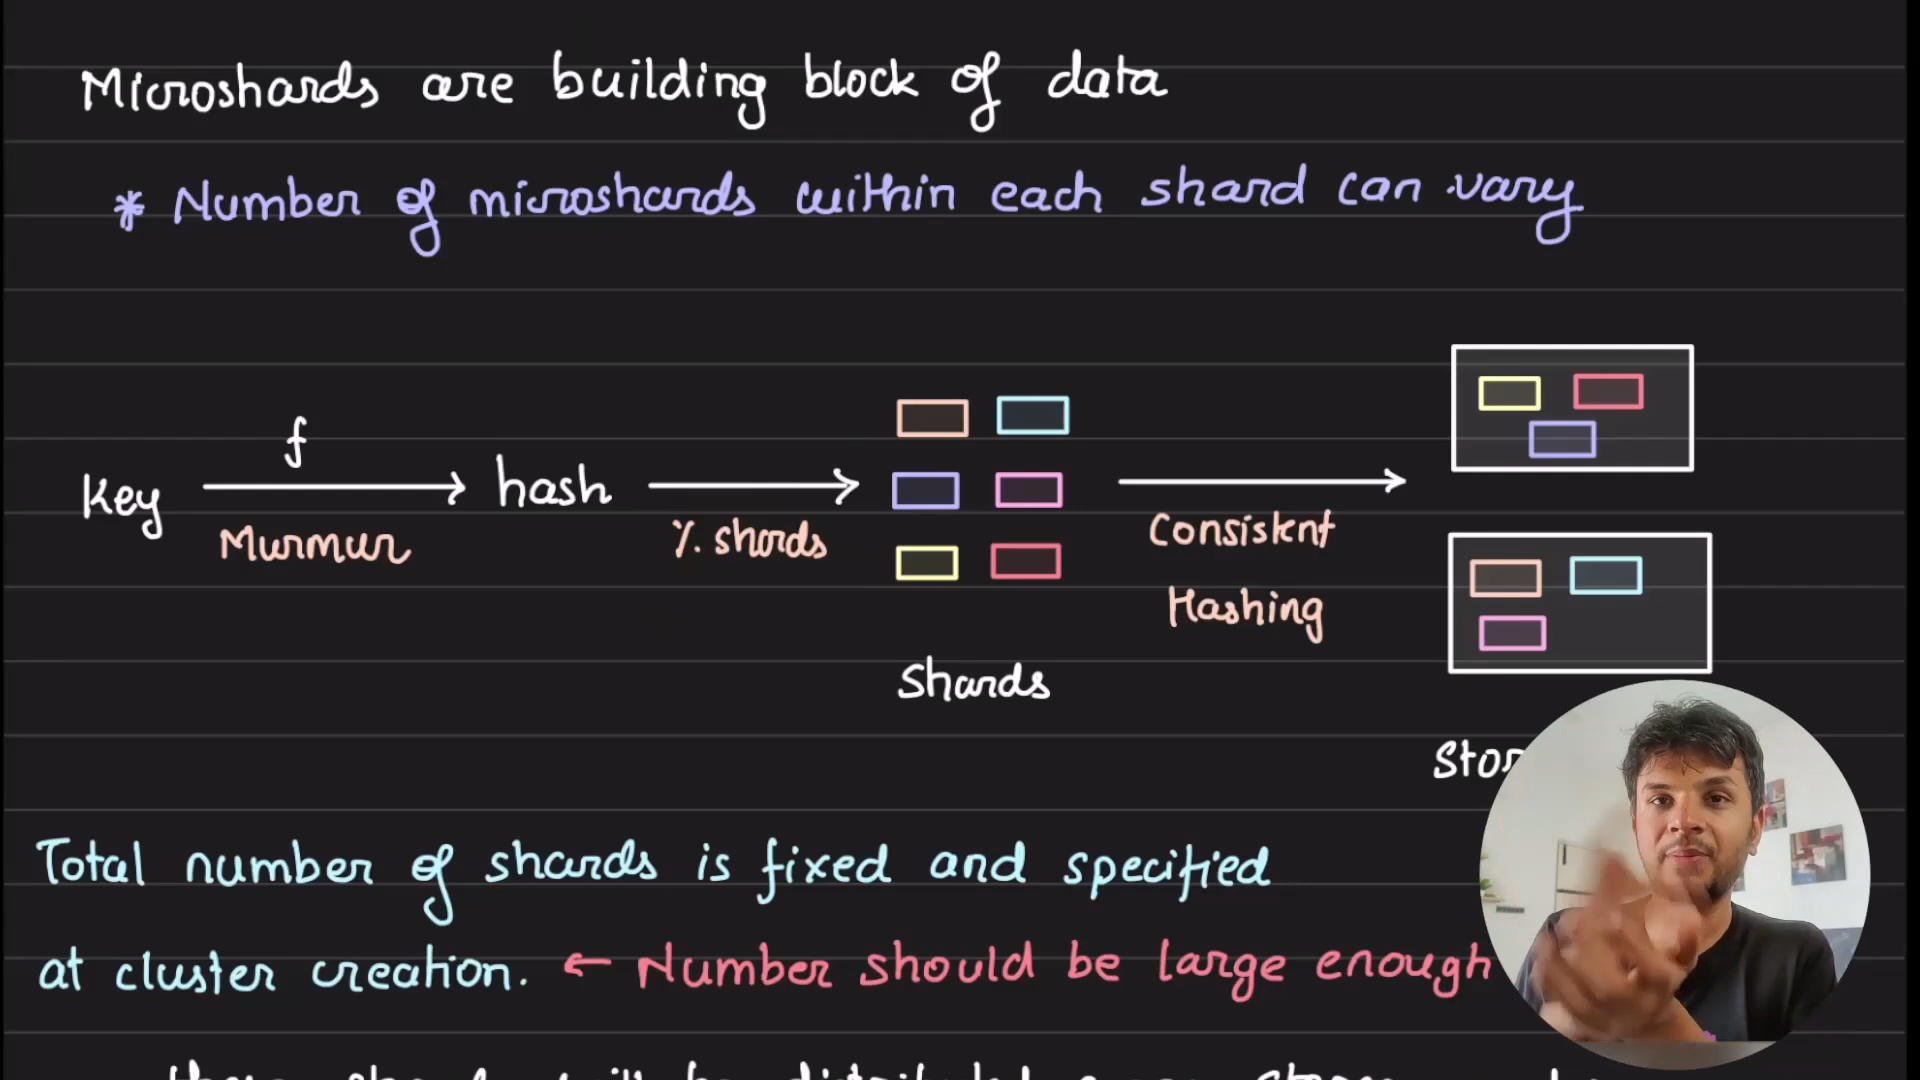 Microshards are building block of data
* Number of microshards within each shard can vary
f
Key
Murmur
hash
% shards
Shards
Consistent
Hashing
Total number of shards is fixed and specified
at cluster creation. ← Number should be large enough